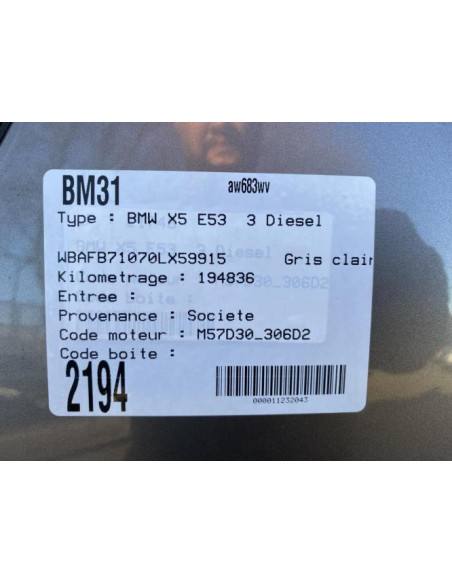 BM31 aw683wv
Type : BMW X5 E53 3 Diesel
WBAFB71070LX59915 Gris clair
Kilometrage : 194836
Entree :
Provenance : Societe
Code moteur : M57D30_306D2
Code boite :
2194
000011232043